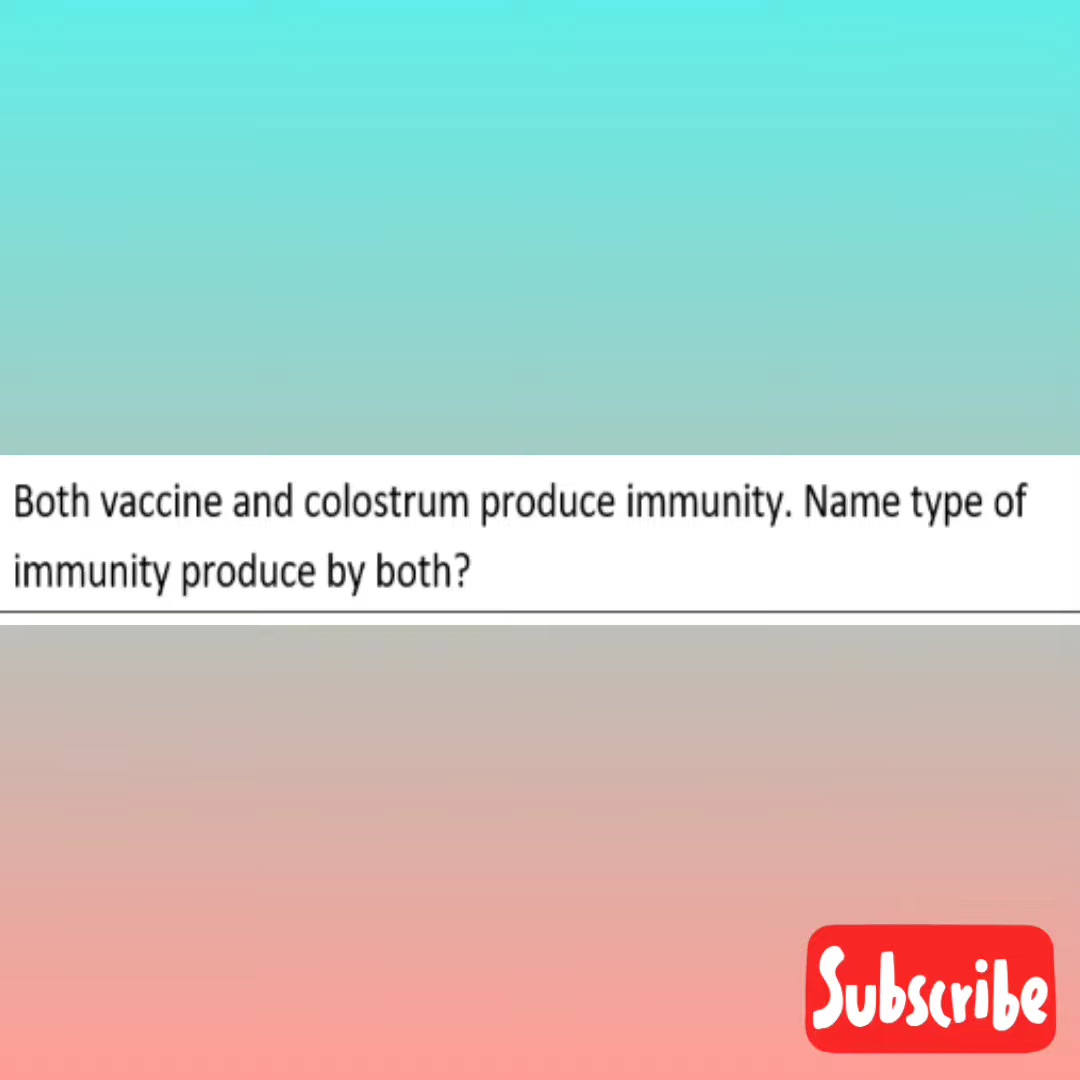 Both vaccine and colostrum produce immunity. Name type of
immunity produce by both?
Subscribe